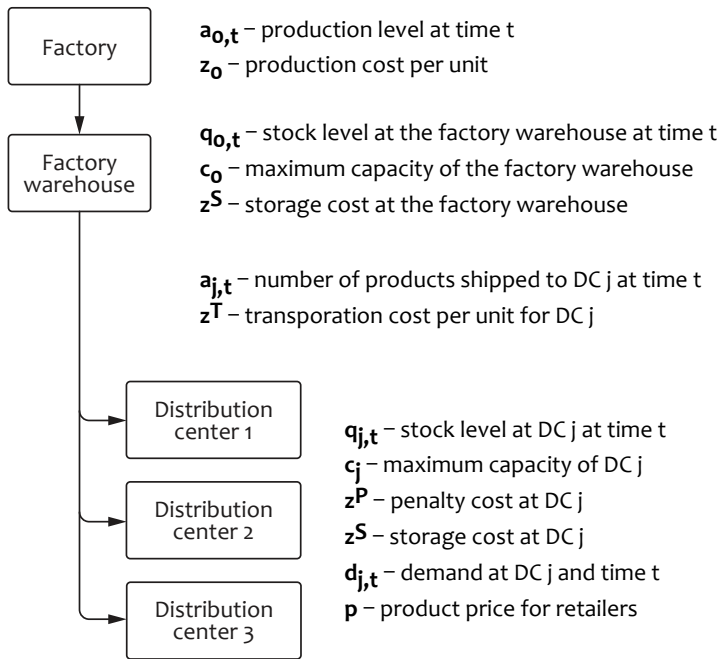 Factory
a0,t – production level at time t
z0 – production cost per unit
Factory
warehouse
q0,t – stock level at the factory warehouse at time t
c0 – maximum capacity of the factory warehouse
zS – storage cost at the factory warehouse
aj,t – number of products shipped to DC j at time t
zT – transporation cost per unit for DC j
Distribution
center 1
Distribution
center 2
Distribution
center 3
qj,t – stock level at DC j at time t
cj – maximum capacity of DC j
zP – penalty cost at DC j
zS – storage cost at DC j
dj,t – demand at DC j and time t
p – product price for retailers